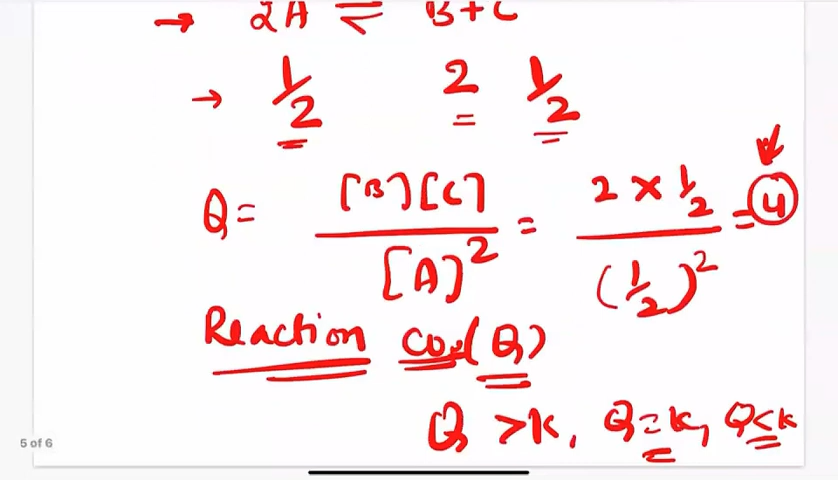 → 2A ⇌ B+C
→ 1/2 2 1/2
Q = [B][C] / [A]² = 2 × 1/2 / (1/2)² = 4
Reaction (Q)
Q > K, Q = K, Q < K
5 of 6